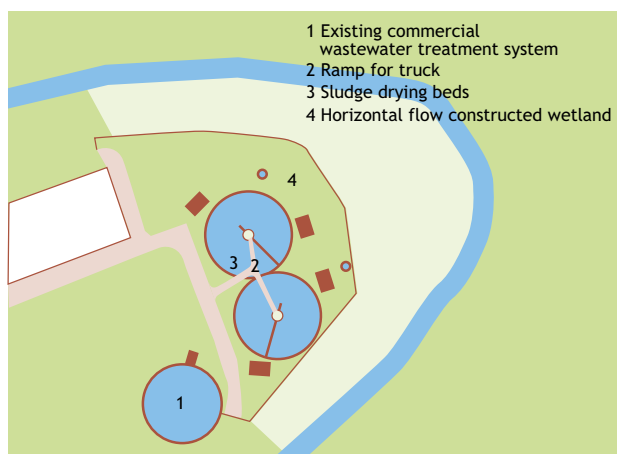 1 Existing commercial
wastewater treatment system
2 Ramp for truck
3 Sludge drying beds
4 Horizontal flow constructed wetland
4
3
2
1